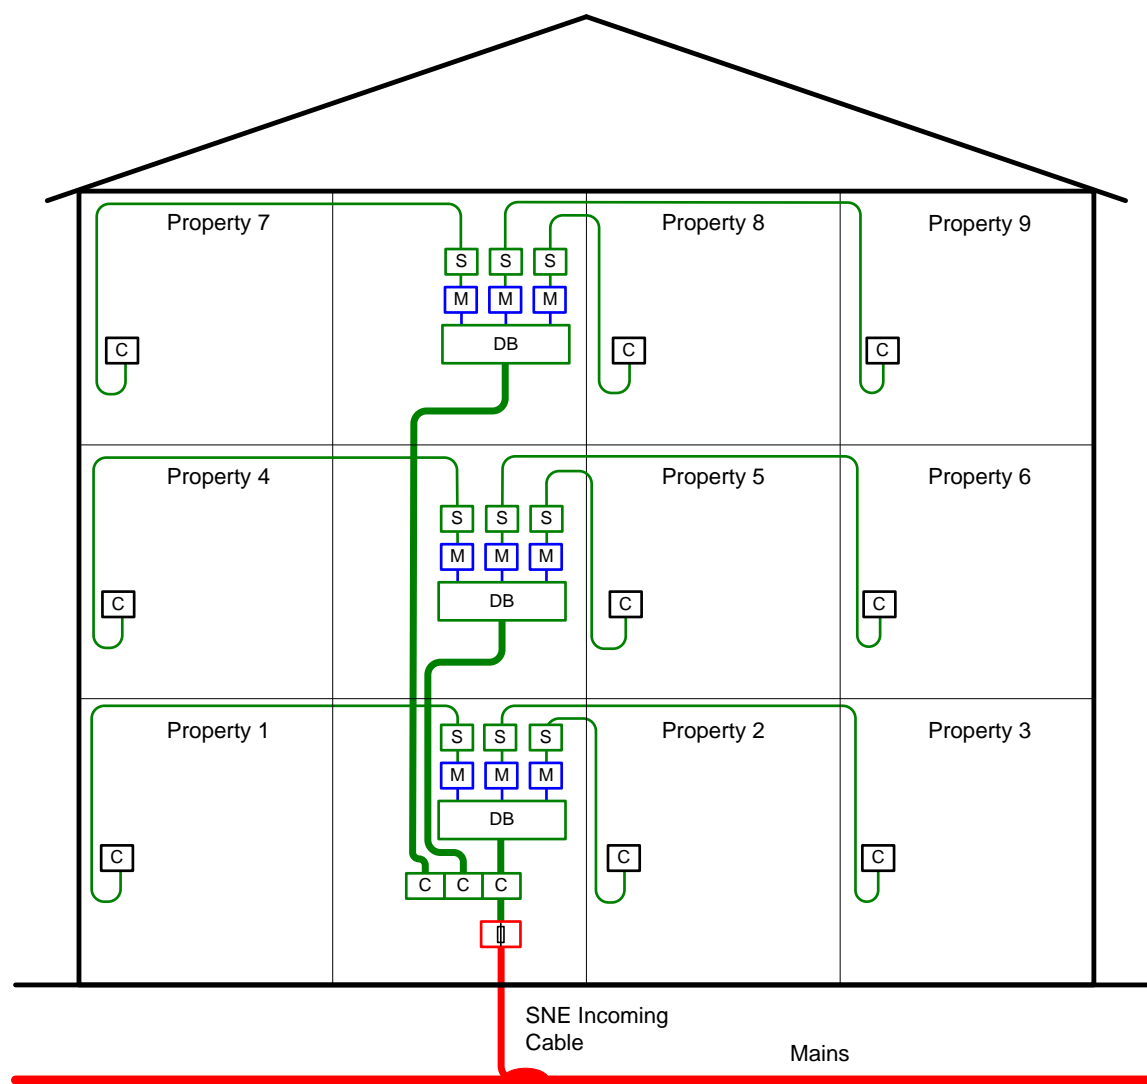 Property 7
Property 8
Property 9
S S S
M M M
DB
C
C
C
Property 4
Property 5
Property 6
S S S
M M M
DB
C
C
C
Property 1
Property 2
Property 3
S S S
M M M
DB
C
C
C
C C C
SNE Incoming
Cable
Mains